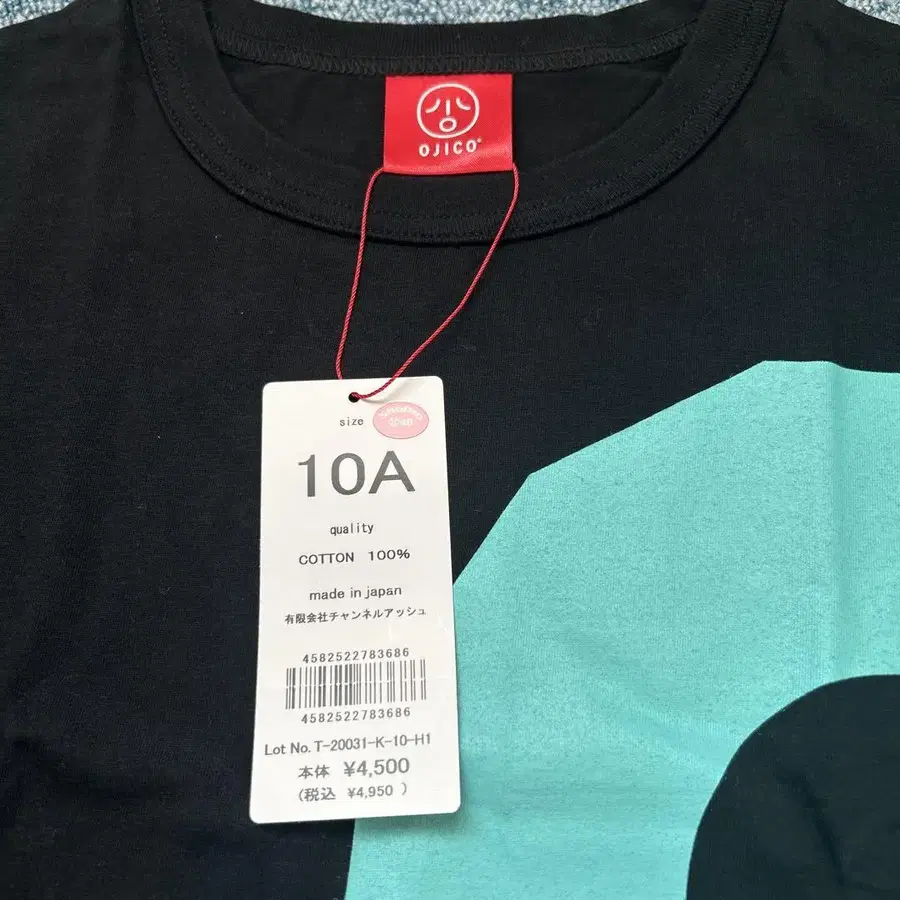 OJICO
size
10A
quality
COTTON 100%
made in japan
有限会社チャンネルアッシュ
4582522783686
4582522783686
Lot No. T-20031-K-10-H1
本体 ¥4,500
(税込 ¥4,950 )